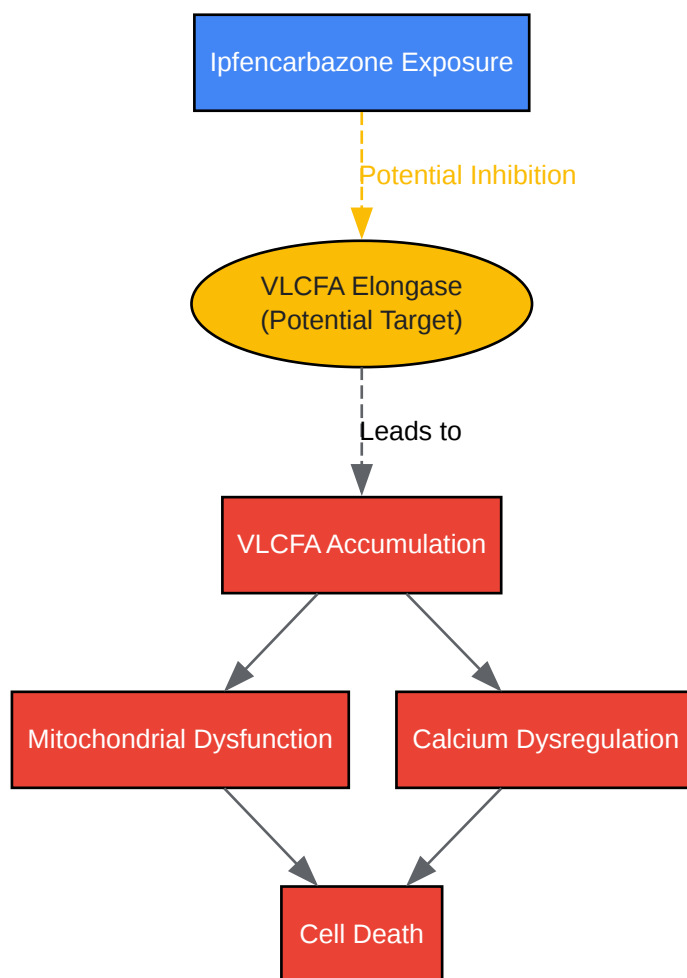 Ipfencarbazone Exposure
Potential Inhibition
VLCFA Elongase
(Potential Target)
Leads to
VLCFA Accumulation
Mitochondrial Dysfunction
Calcium Dysregulation
Cell Death